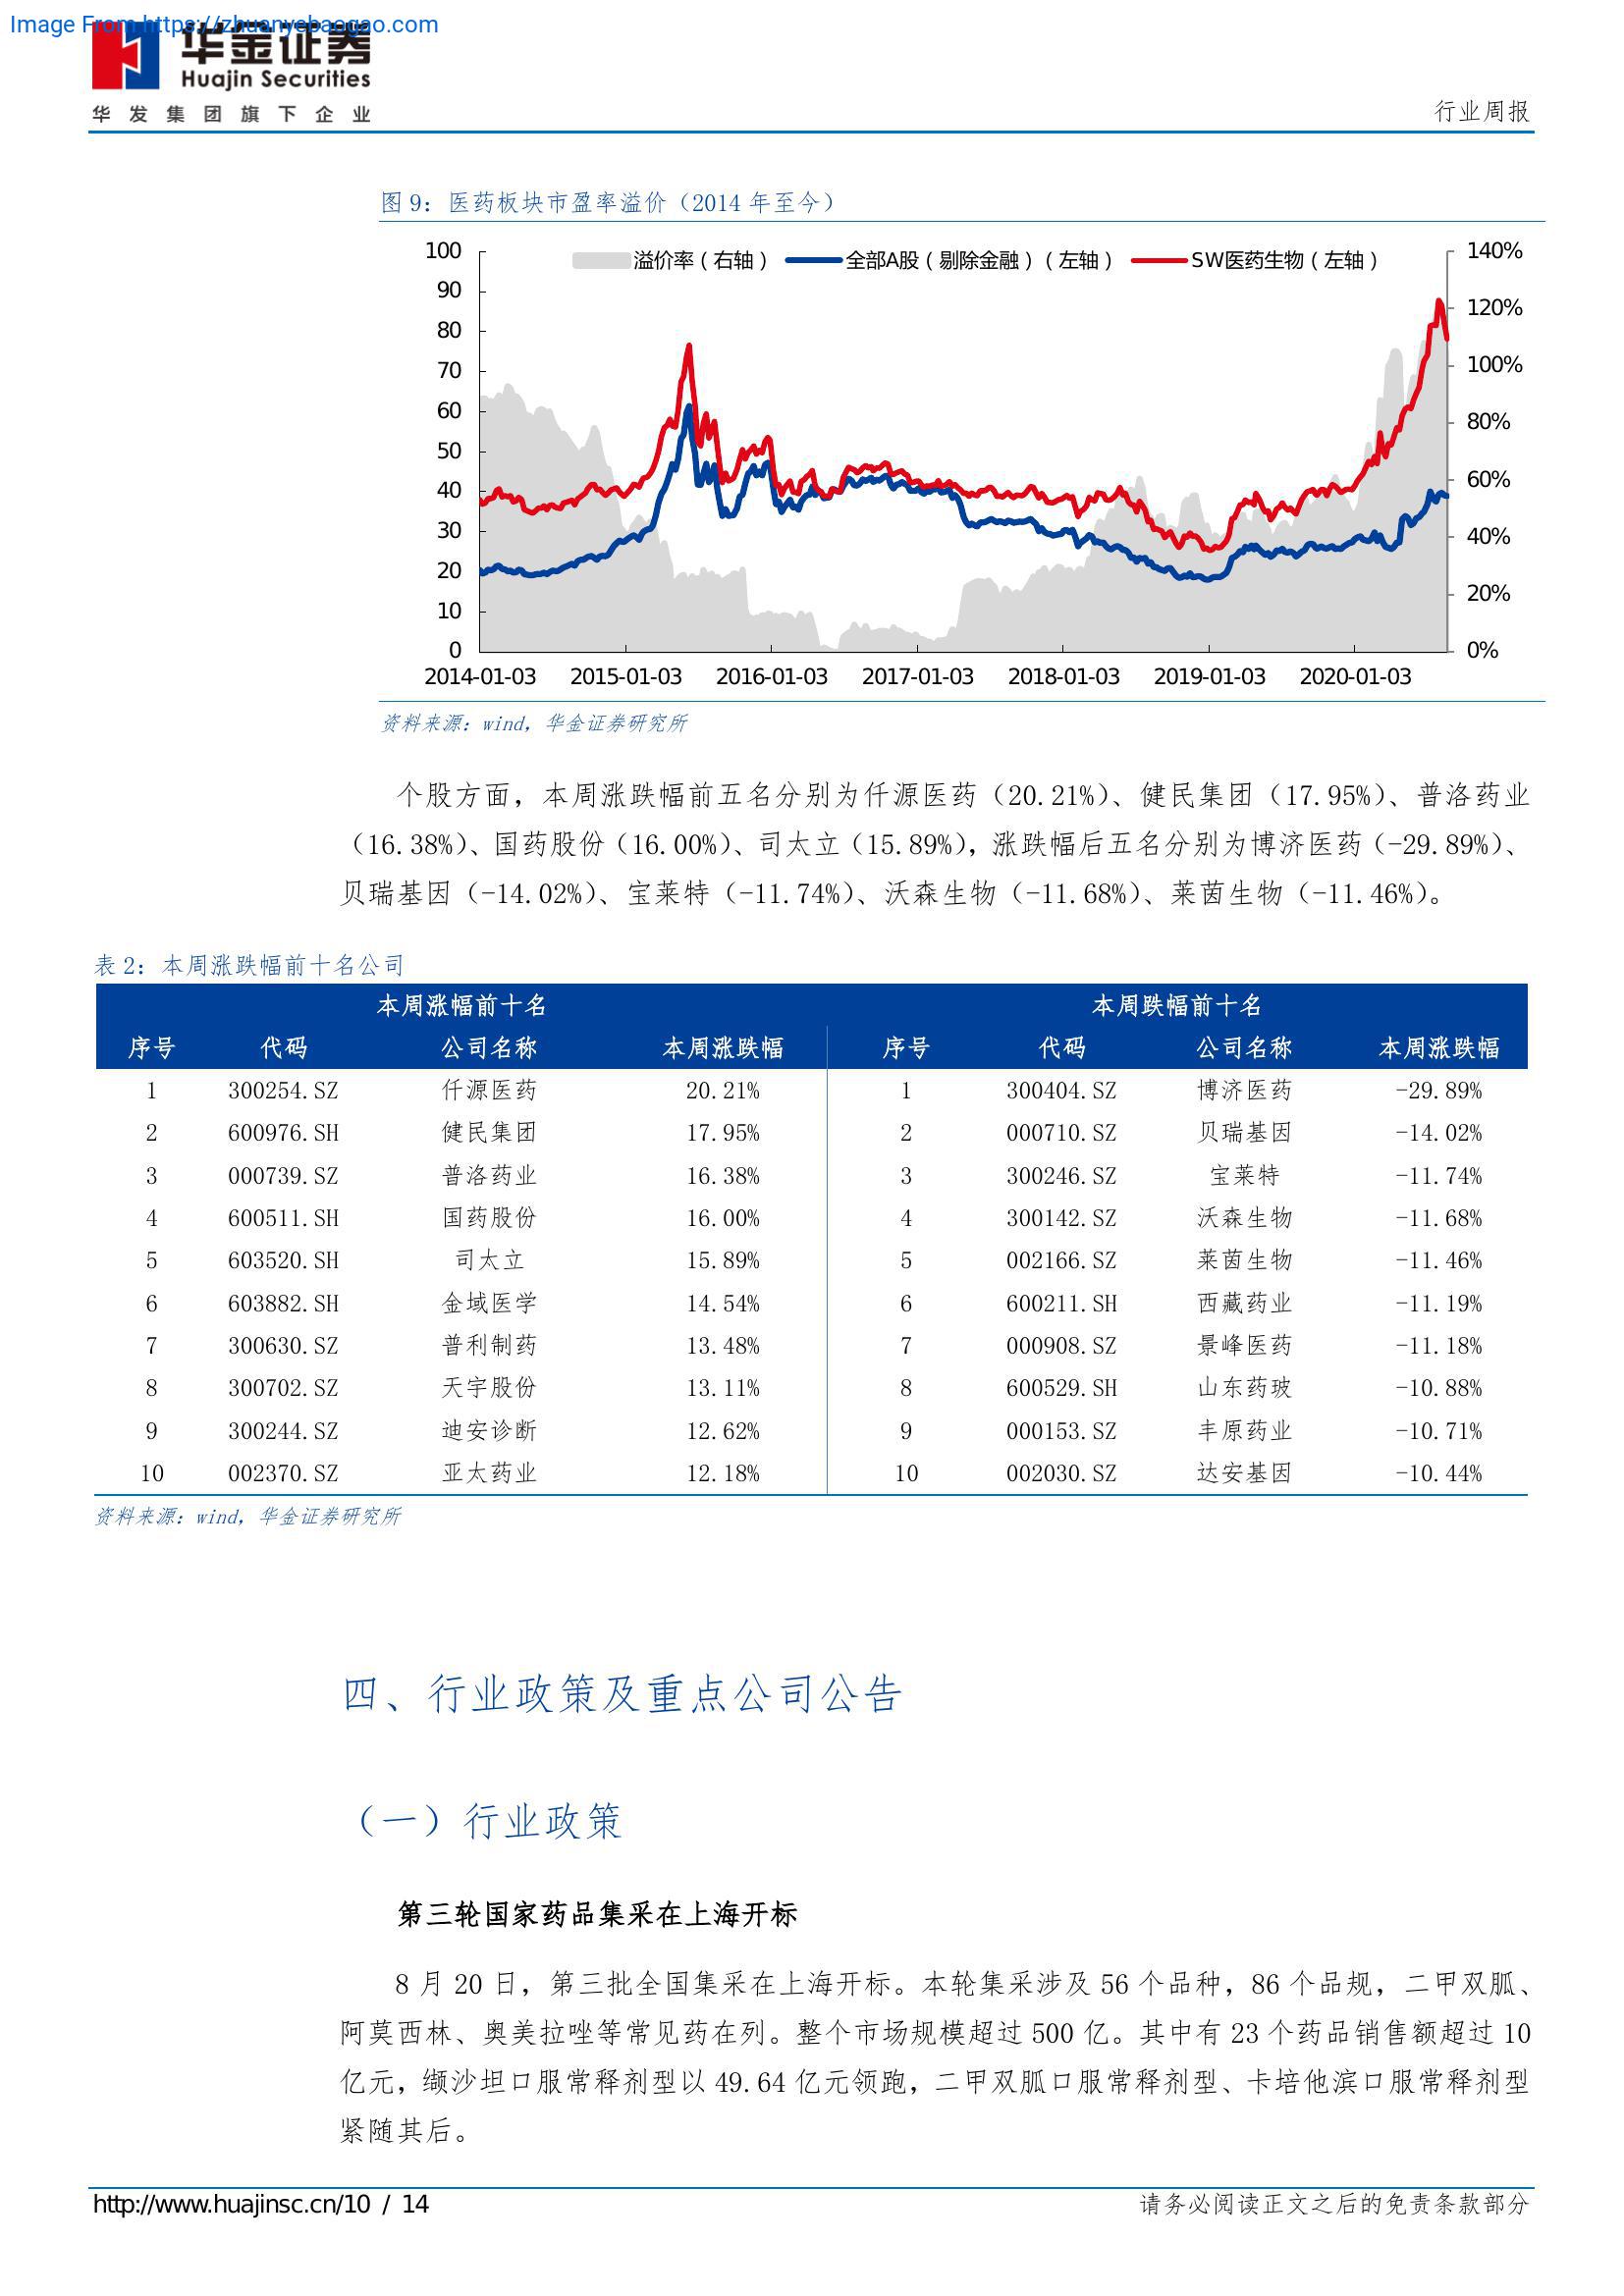 Image From https://zhuanyebaogao.com
华金证券
Huajin Securities
华发集团旗下企业
行业周报
图 9：医药板块市盈率溢价（2014 年至今）
溢价率（右轴） 全部A股（剔除金融）（左轴） SW医药生物（左轴）
100 140%
90 120%
80
70 100%
60 80%
50
40 60%
30 40%
20 20%
10
0 0%
2014-01-03 2015-01-03 2016-01-03 2017-01-03 2018-01-03 2019-01-03 2020-01-03
资料来源：wind，华金证券研究所
个股方面，本周涨跌幅前五名分别为仟源医药（20.21%）、健民集团（17.95%）、普洛药业
（16.38%）、国药股份（16.00%）、司太立（15.89%），涨跌幅后五名分别为博济医药（-29.89%）、
贝瑞基因（-14.02%）、宝莱特（-11.74%）、沃森生物（-11.68%）、莱茵生物（-11.46%）。
表 2：本周涨跌幅前十名公司
本周涨幅前十名 本周跌幅前十名
序号 代码 公司名称 本周涨跌幅 序号 代码 公司名称 本周涨跌幅
1 300254.SZ 仟源医药 20.21% 1 300404.SZ 博济医药 -29.89%
2 600976.SH 健民集团 17.95% 2 000710.SZ 贝瑞基因 -14.02%
3 000739.SZ 普洛药业 16.38% 3 300246.SZ 宝莱特 -11.74%
4 600511.SH 国药股份 16.00% 4 300142.SZ 沃森生物 -11.68%
5 603520.SH 司太立 15.89% 5 002166.SZ 莱茵生物 -11.46%
6 603882.SH 金域医学 14.54% 6 600211.SH 西藏药业 -11.19%
7 300630.SZ 普利制药 13.48% 7 000908.SZ 景峰医药 -11.18%
8 300702.SZ 天宇股份 13.11% 8 600529.SH 山东药玻 -10.88%
9 300244.SZ 迪安诊断 12.62% 9 000153.SZ 丰原药业 -10.71%
10 002370.SZ 亚太药业 12.18% 10 002030.SZ 达安基因 -10.44%
资料来源：wind，华金证券研究所
四、行业政策及重点公司公告
（一）行业政策
第三轮国家药品集采在上海开标
8 月 20 日，第三批全国集采在上海开标。本轮集采涉及 56 个品种，86 个品规，二甲双胍、
阿莫西林、奥美拉唑等常见药在列。整个市场规模超过 500 亿。其中有 23 个药品销售额超过 10
亿元，缬沙坦口服常释剂型以 49.64 亿元领跑，二甲双胍口服常释剂型、卡培他滨口服常释剂型
紧随其后。
http://www.huajinsc.cn/10 / 14 请务必阅读正文之后的免责条款部分